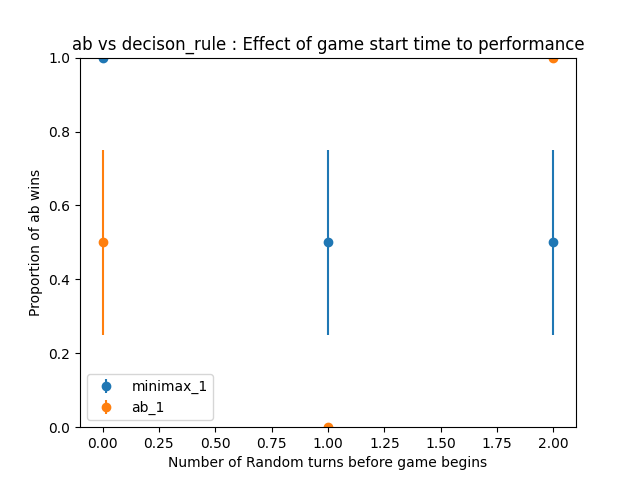 ab vs decison_rule : Effect of game start time to performance
1.0
0.8
0.6
0.4
0.2
0.0
Proportion of ab wins
minimax_1
ab_1
0.00 0.25 0.50 0.75 1.00 1.25 1.50 1.75 2.00
Number of Random turns before game begins